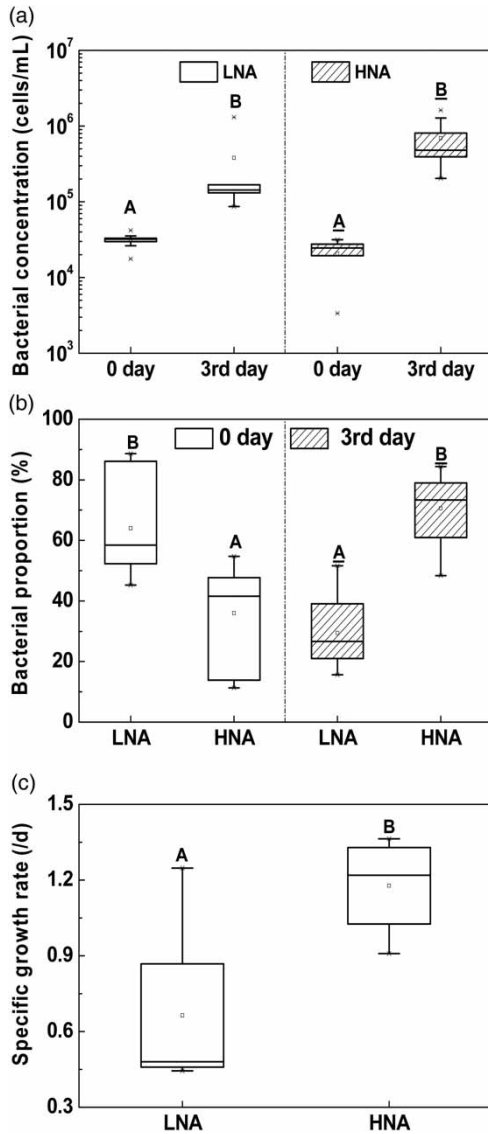 (a)
Bacterial concentration (cells/mL)
10⁷
10⁶
10⁵
10⁴
10³
LNA
HNA
A
B
A
B
0 day
3rd day
0 day
3rd day
(b)
Bacterial proportion (%)
100
80
60
40
20
0
0 day
3rd day
B
A
A
B
LNA
HNA
LNA
HNA
(c)
Specific growth rate (/d)
1.5
1.2
0.9
0.6
0.3
A
B
LNA
HNA